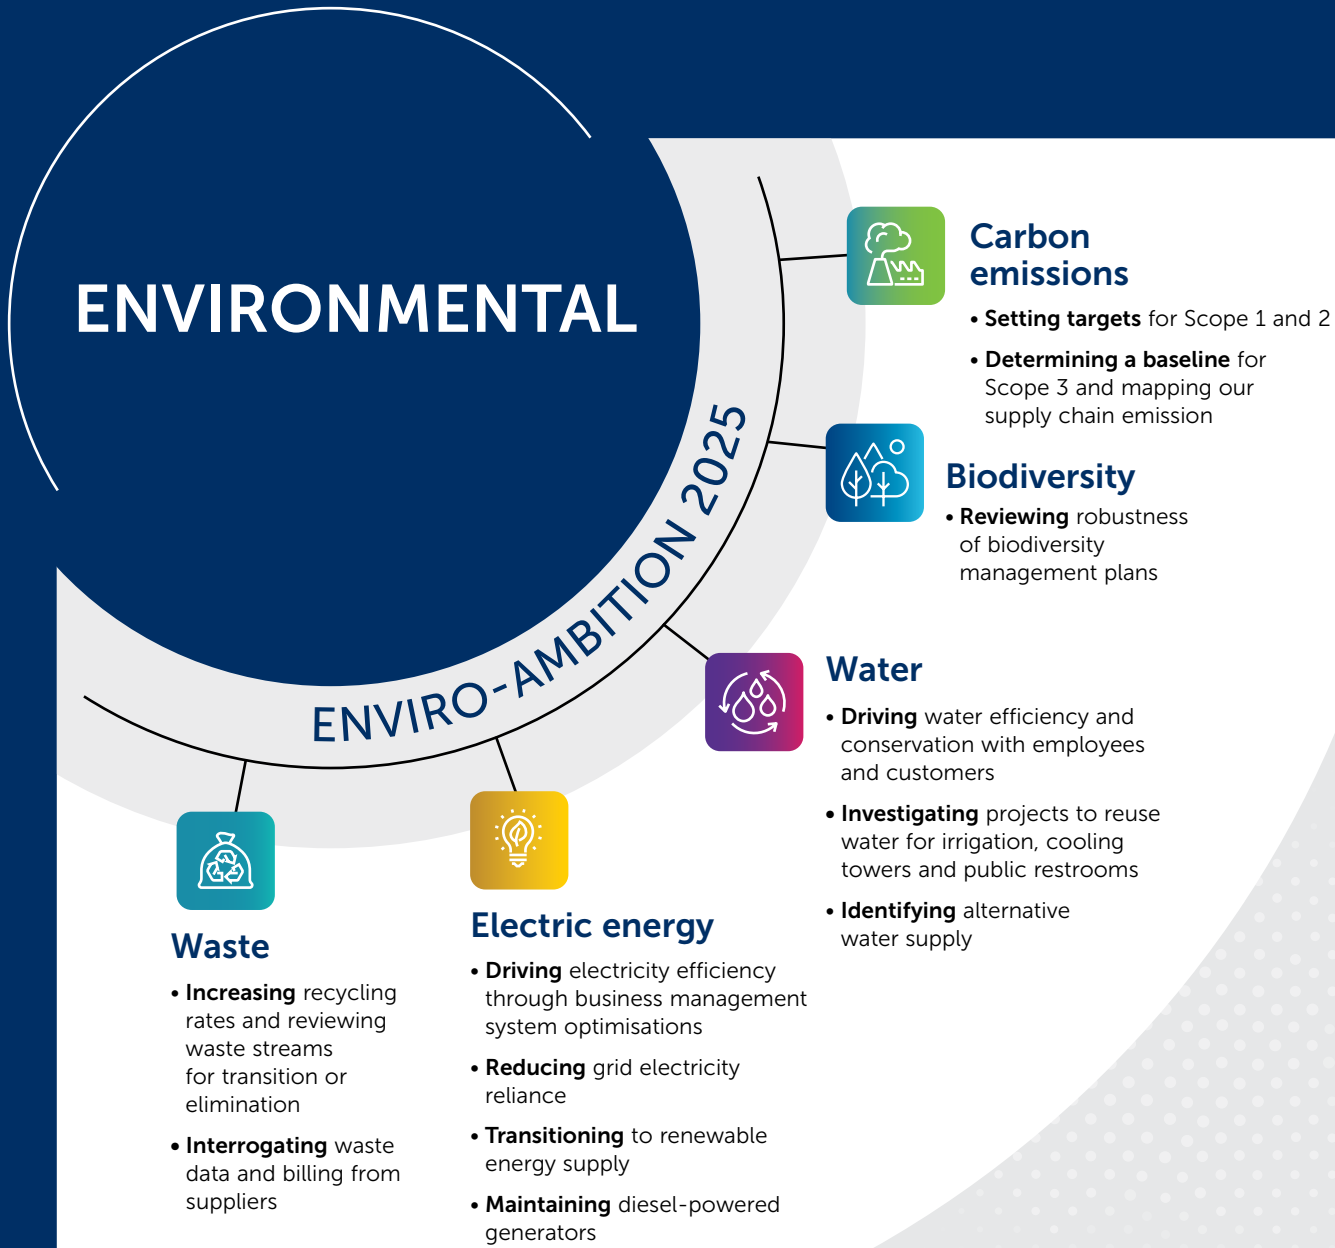 ENVIRONMENTAL
ENVIRO-AMBITION 2025
Carbon
emissions
• Setting targets for Scope 1 and 2
• Determining a baseline for
Scope 3 and mapping our
supply chain emission
Biodiversity
• Reviewing robustness
of biodiversity
management plans
Water
• Driving water efficiency and
conservation with employees
and customers
• Investigating projects to reuse
water for irrigation, cooling
towers and public restrooms
• Identifying alternative
water supply
Electric energy
• Driving electricity efficiency
through business management
system optimisations
• Reducing grid electricity
reliance
• Transitioning to renewable
energy supply
• Maintaining diesel-powered
generators
Waste
• Increasing recycling
rates and reviewing
waste streams
for transition or
elimination
• Interrogating waste
data and billing from
suppliers